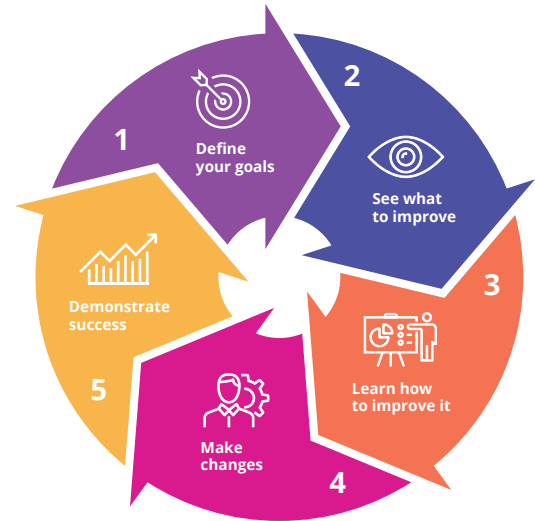 1
Define
your goals
2
See what
to improve
3
Learn how
to improve it
4
Make
changes
5
Demonstrate
success